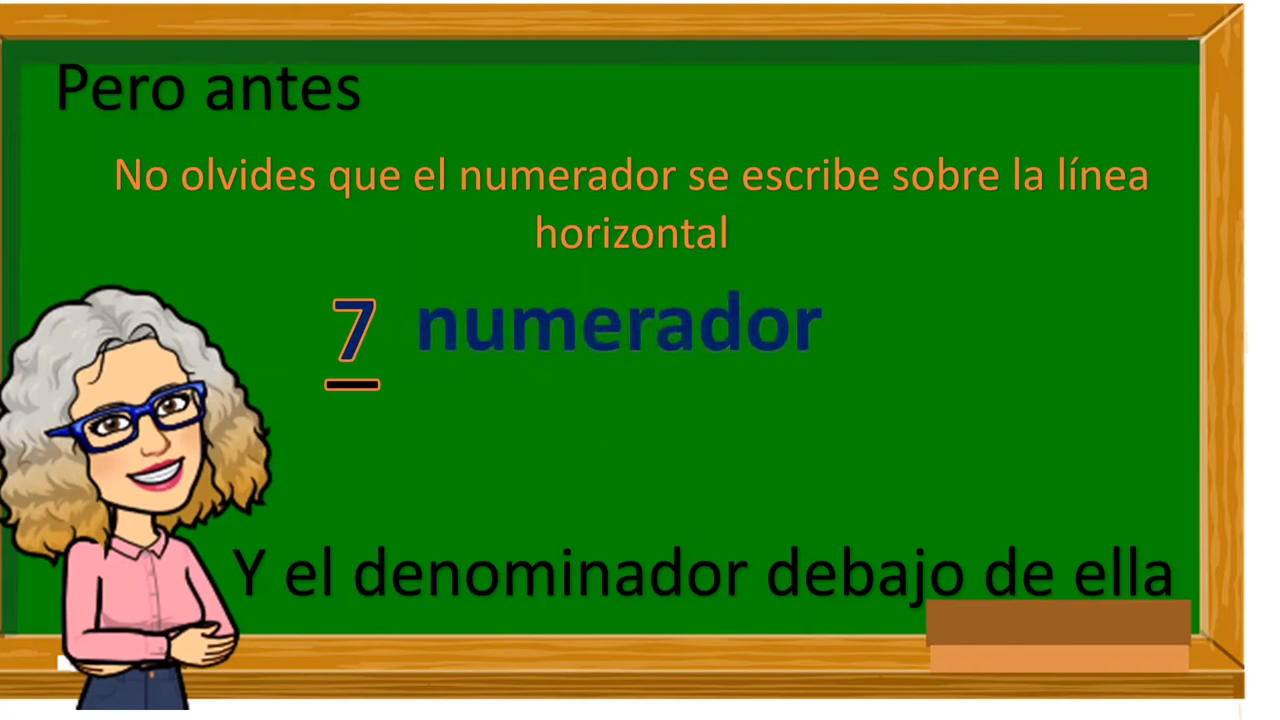 Pero antes
No olvides que el numerador se escribe sobre la línea
horizontal
7 numerador
Y el denominador debajo de ella